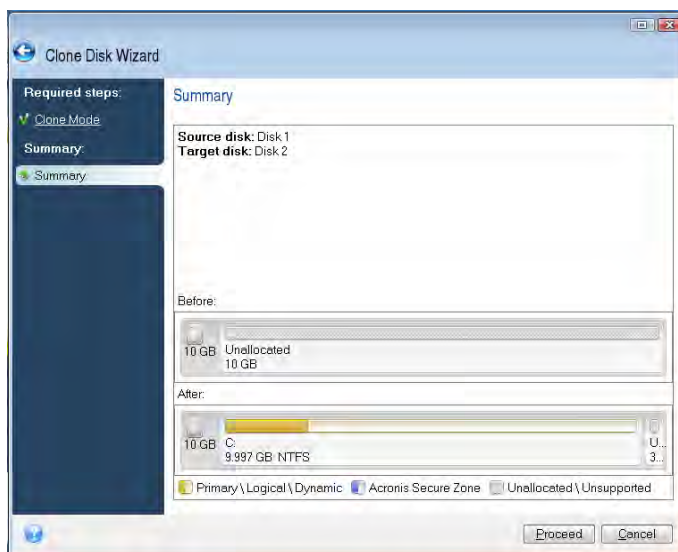 Clone Disk Wizard
Required steps:
Clone Mode
Summary:
Summary
Summary
Source disk: Disk 1
Target disk: Disk 2
Before:
10 GB
Unallocated
10 GB
After:
10 GB
C:
9.997 GB NTFS
U...
3...
Primary \ Logical \ Dynamic
Acronis Secure Zone
Unallocated \ Unsupported
Proceed
Cancel